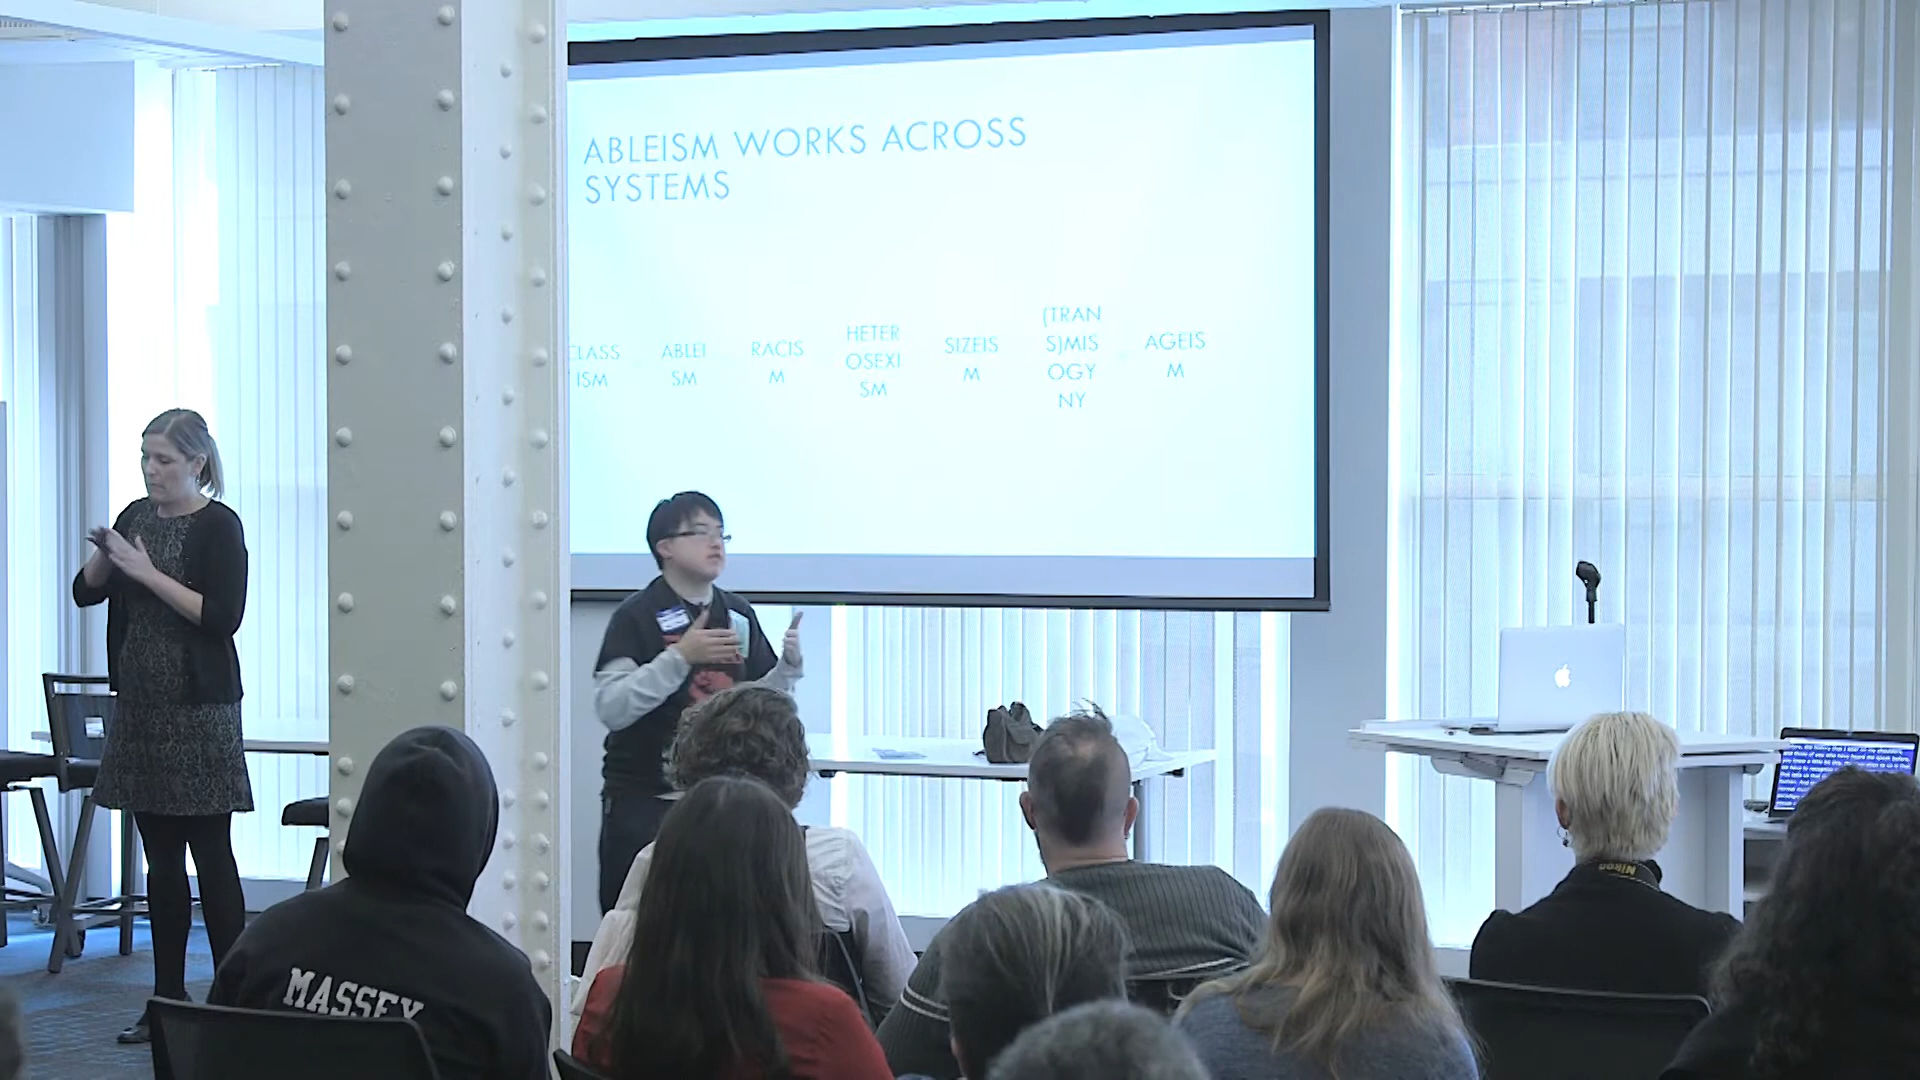 ABLEISM WORKS ACROSS
SYSTEMS
CLASS
ISM
ABLEI
SM
RACIS
M
HETER
OSEXI
SM
SIZEIS
M
(TRAN
S)MIS
OGY
NY
AGEIS
M
MASSEY
Nikon